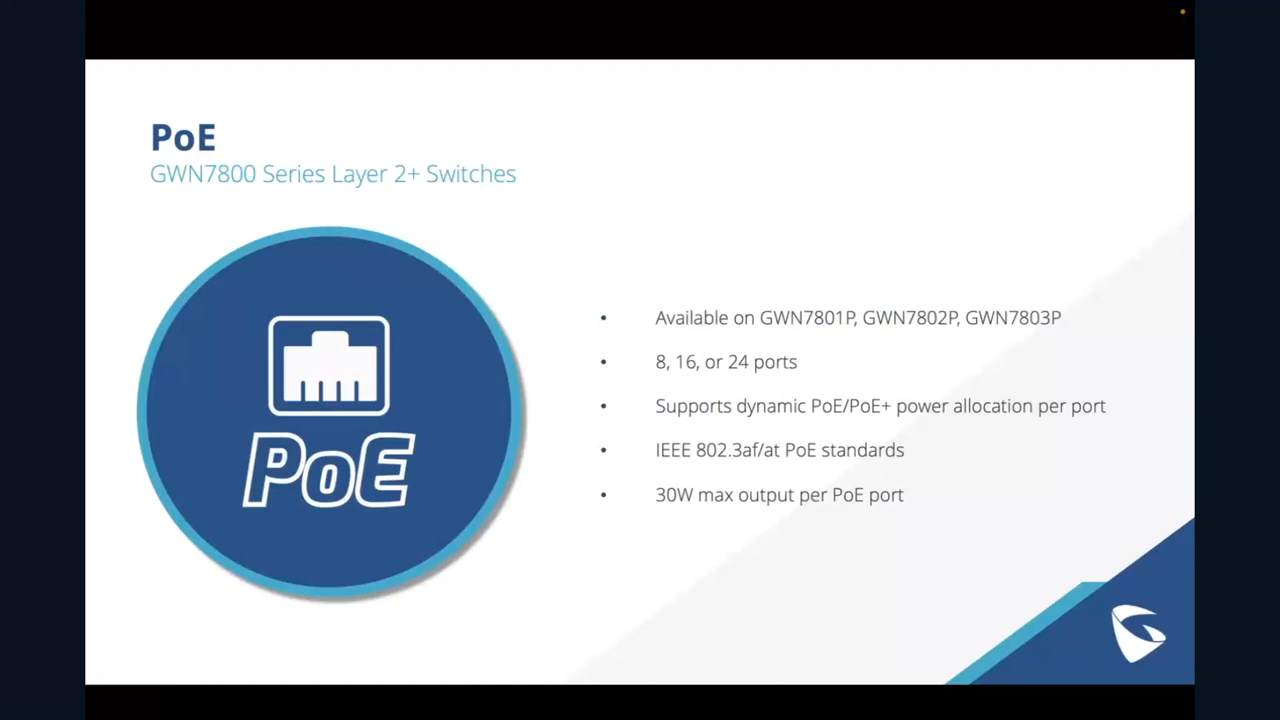 PoE
GWN7800 Series Layer 2+ Switches
PoE
• Available on GWN7801P, GWN7802P, GWN7803P
• 8, 16, or 24 ports
• Supports dynamic PoE/PoE+ power allocation per port
• IEEE 802.3af/at PoE standards
• 30W max output per PoE port